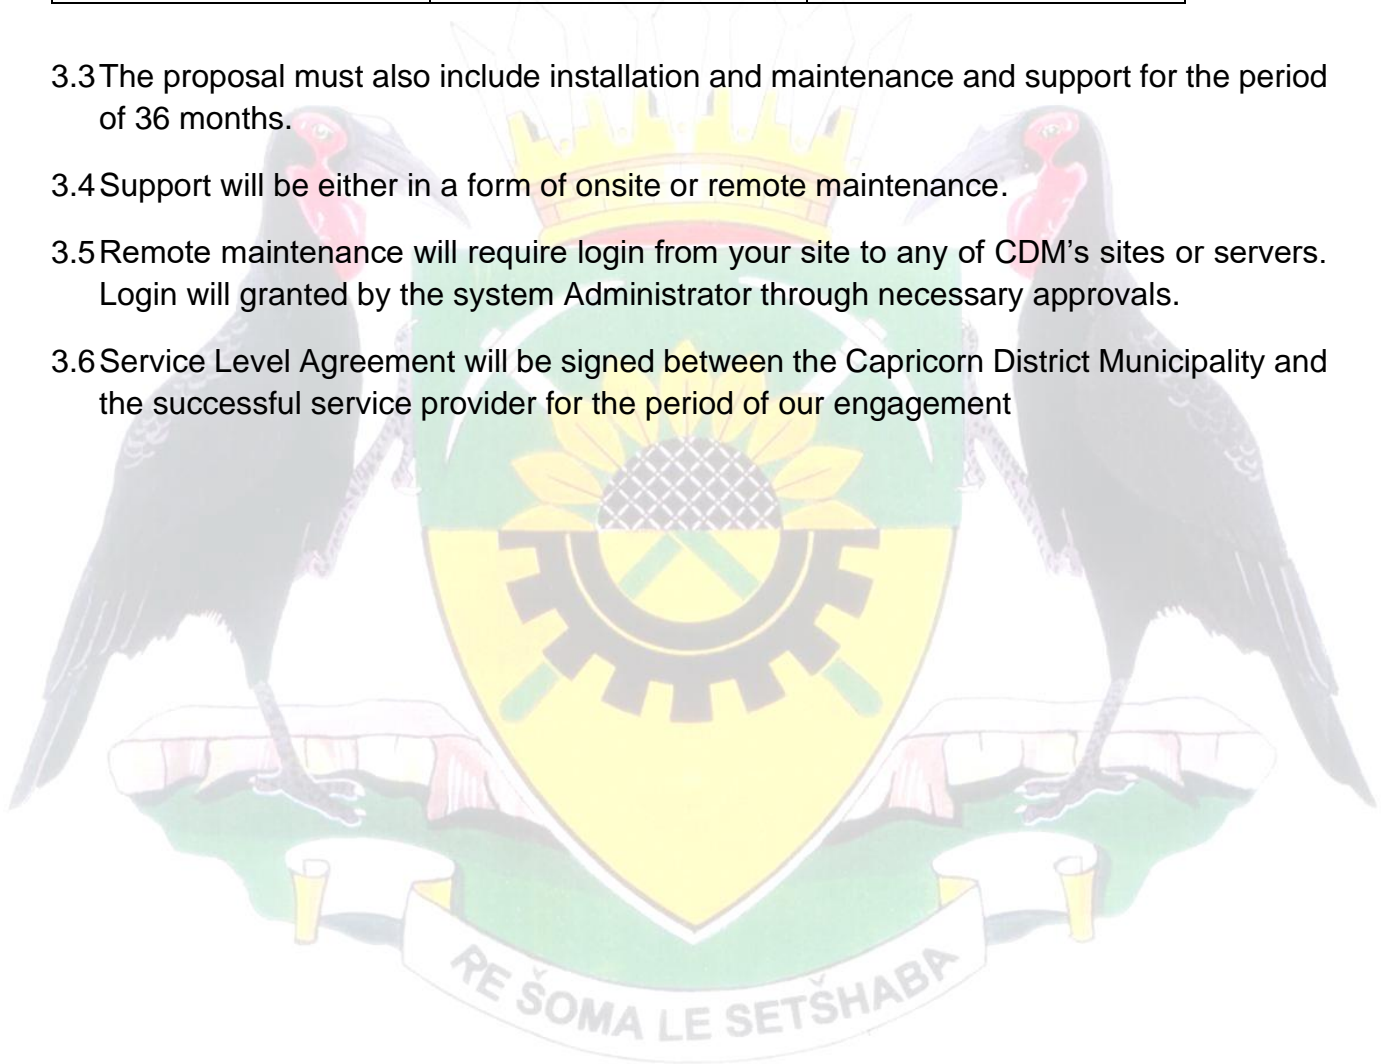 3.3 The proposal must also include installation and maintenance and support for the period
of 36 months.
3.4 Support will be either in a form of onsite or remote maintenance.
3.5 Remote maintenance will require login from your site to any of CDM’s sites or servers.
Login will granted by the system Administrator through necessary approvals.
3.6 Service Level Agreement will be signed between the Capricorn District Municipality and
the successful service provider for the period of our engagement
RE ŠOMA LE SETŠHABA